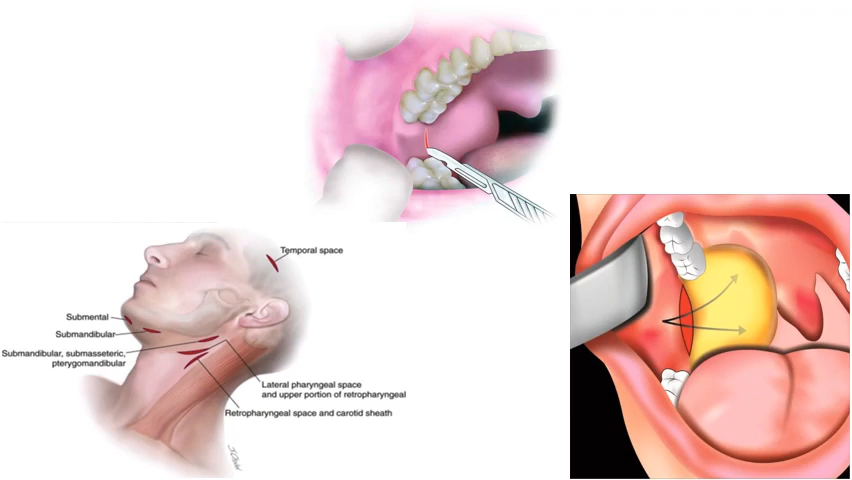 Temporal space
Submental
Submandibular
Submandibular, submasseteric,
pterygomandibular
Lateral pharyngeal space
and upper portion of retropharyngeal
Retropharyngeal space and carotid sheath